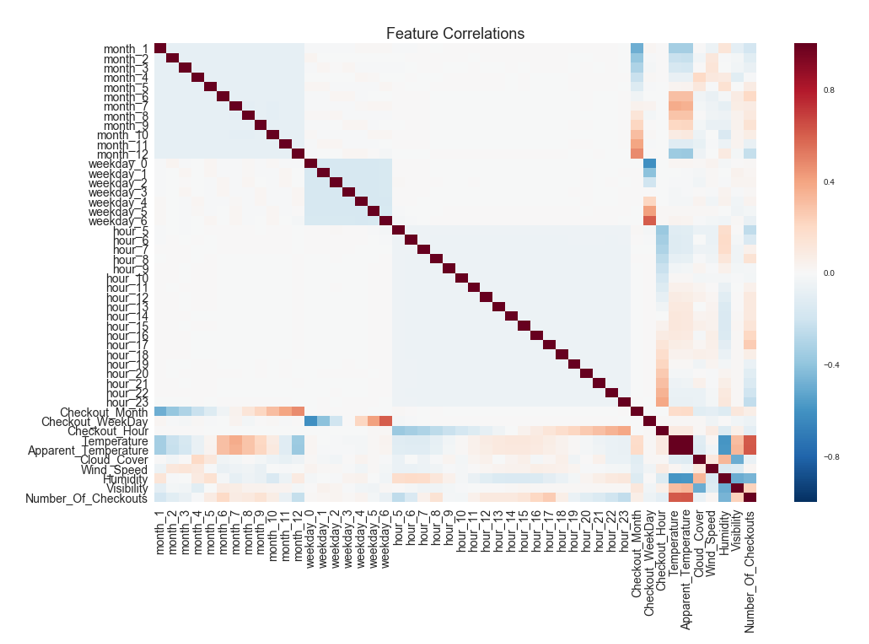 Feature Correlations
month_1
month_2
month_3
month_4
month_5
month_6
month_7
month_8
month_9
month_10
month_11
month_12
weekday_0
weekday_1
weekday_2
weekday_3
weekday_4
weekday_5
weekday_6
hour_5
hour_6
hour_7
hour_8
hour_9
hour_10
hour_11
hour_12
hour_13
hour_14
hour_15
hour_16
hour_17
hour_18
hour_19
hour_20
hour_21
hour_22
hour_23
Checkout_Month
Checkout_WeekDay
Checkout_Hour
Temperature
Apparent_Temperature
Cloud_Cover
Wind_Speed
Humidity
Visibility
Number_Of_Checkouts
month_1
month_2
month_3
month_4
month_5
month_6
month_7
month_8
month_9
month_10
month_11
month_12
weekday_0
weekday_1
weekday_2
weekday_3
weekday_4
weekday_5
weekday_6
hour_5
hour_6
hour_7
hour_8
hour_9
hour_10
hour_11
hour_12
hour_13
hour_14
hour_15
hour_16
hour_17
hour_18
hour_19
hour_20
hour_21
hour_22
hour_23
Checkout_Month
Checkout_WeekDay
Checkout_Hour
Temperature
Apparent_Temperature
Cloud_Cover
Wind_Speed
Humidity
Visibility
Number_Of_Checkouts
0.8
0.4
0.0
−0.4
−0.8